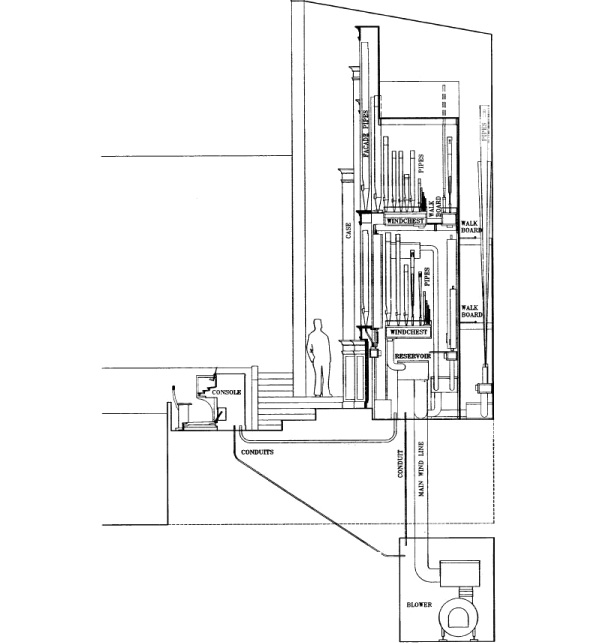 PIPES
FACADE PIPES
PIPES
WALK
BOARD
WINDCHEST
WALK
BOARD
CASE
PIPES
WALK
BOARD
WINDCHEST
RESERVOIR
CONSOLE
CONDUITS
CONDUIT
MAIN WIND LINE
BLOWER